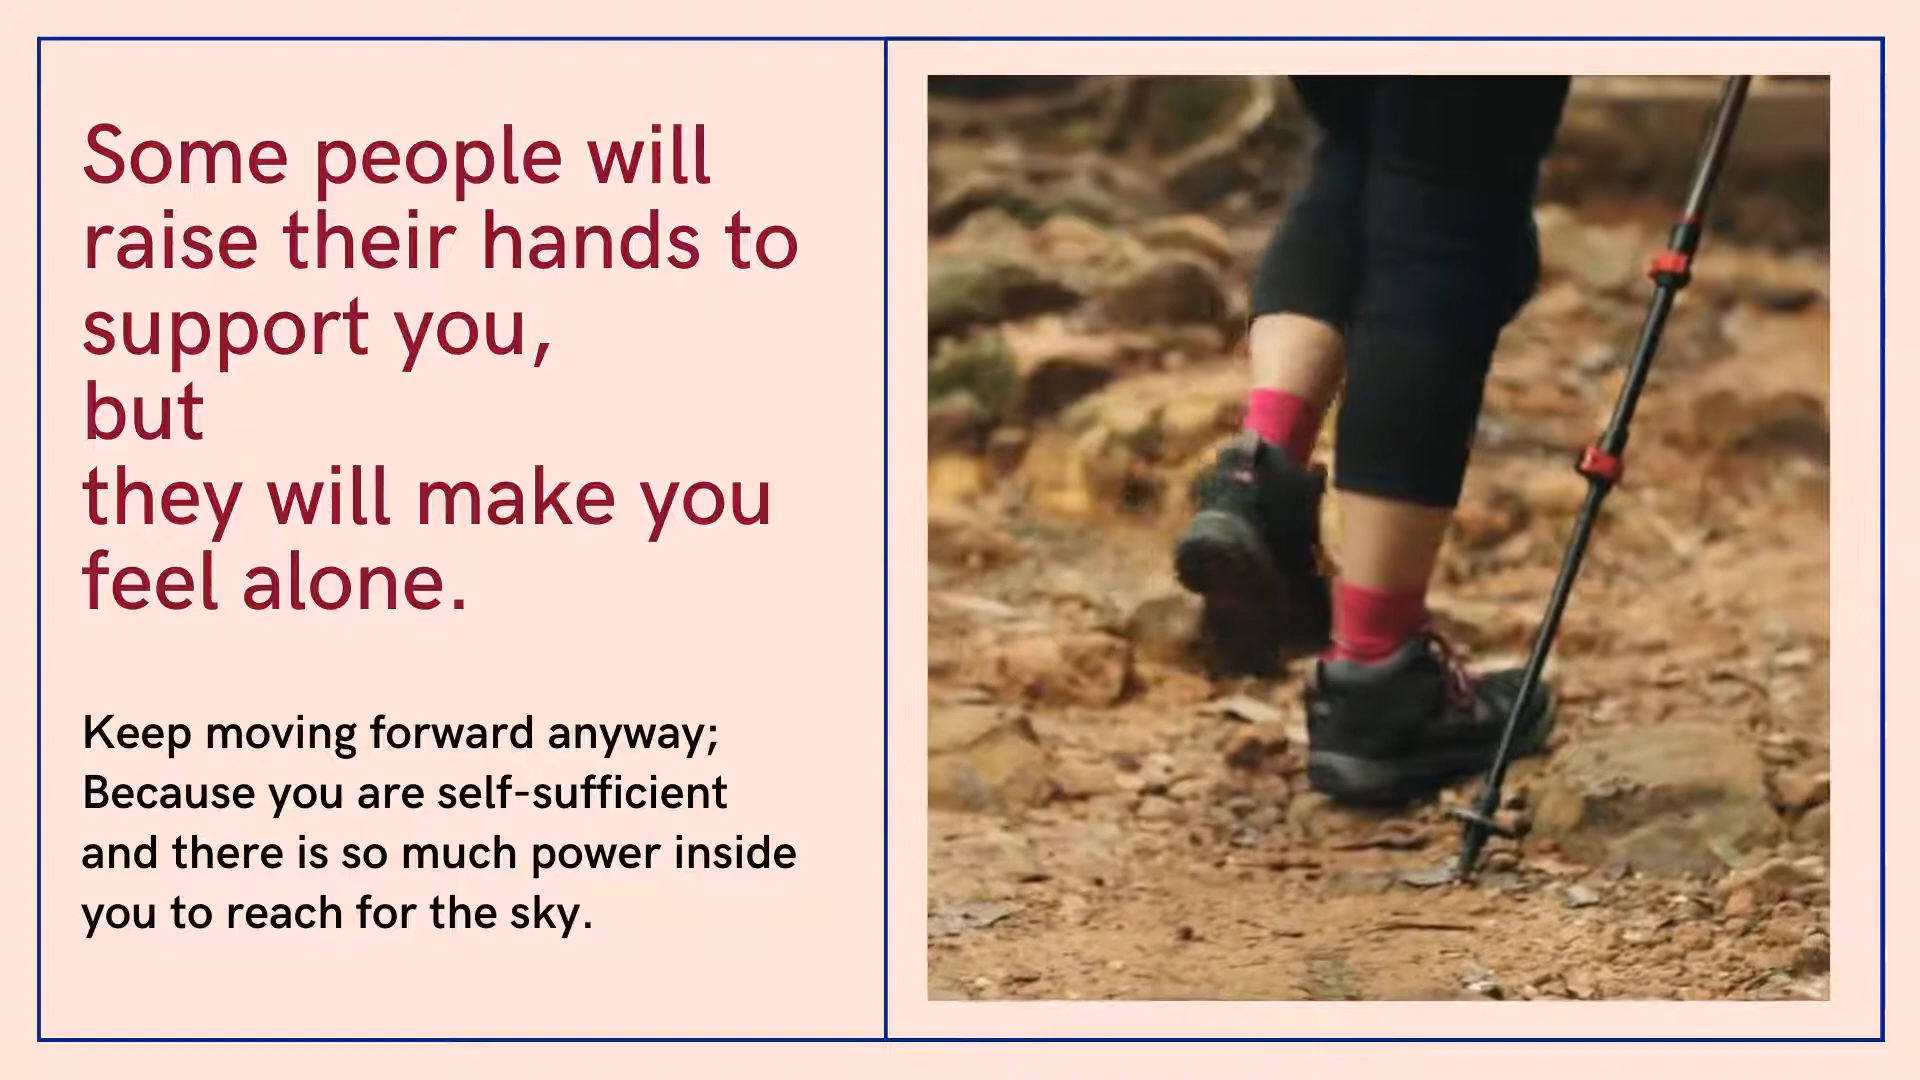 Some people will
raise their hands to
support you,
but
they will make you
feel alone.
Keep moving forward anyway;
Because you are self-sufficient
and there is so much power inside
you to reach for the sky.